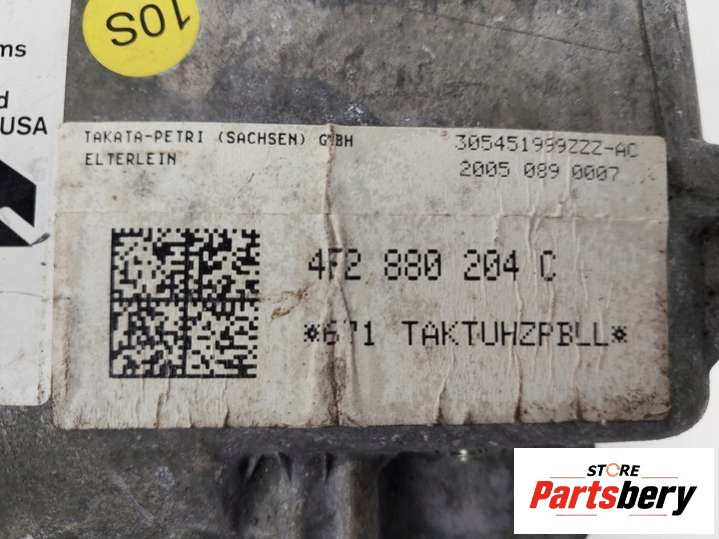 10S
ms
d
USA
TAKATA-PETRI (SACHSEN) GMBH
ELTERLEIN
305451999ZZZ-AC
2005 089 0007
4F2 880 204 C
*671 TAKTUHZPBLL*
STORE
Partsbery